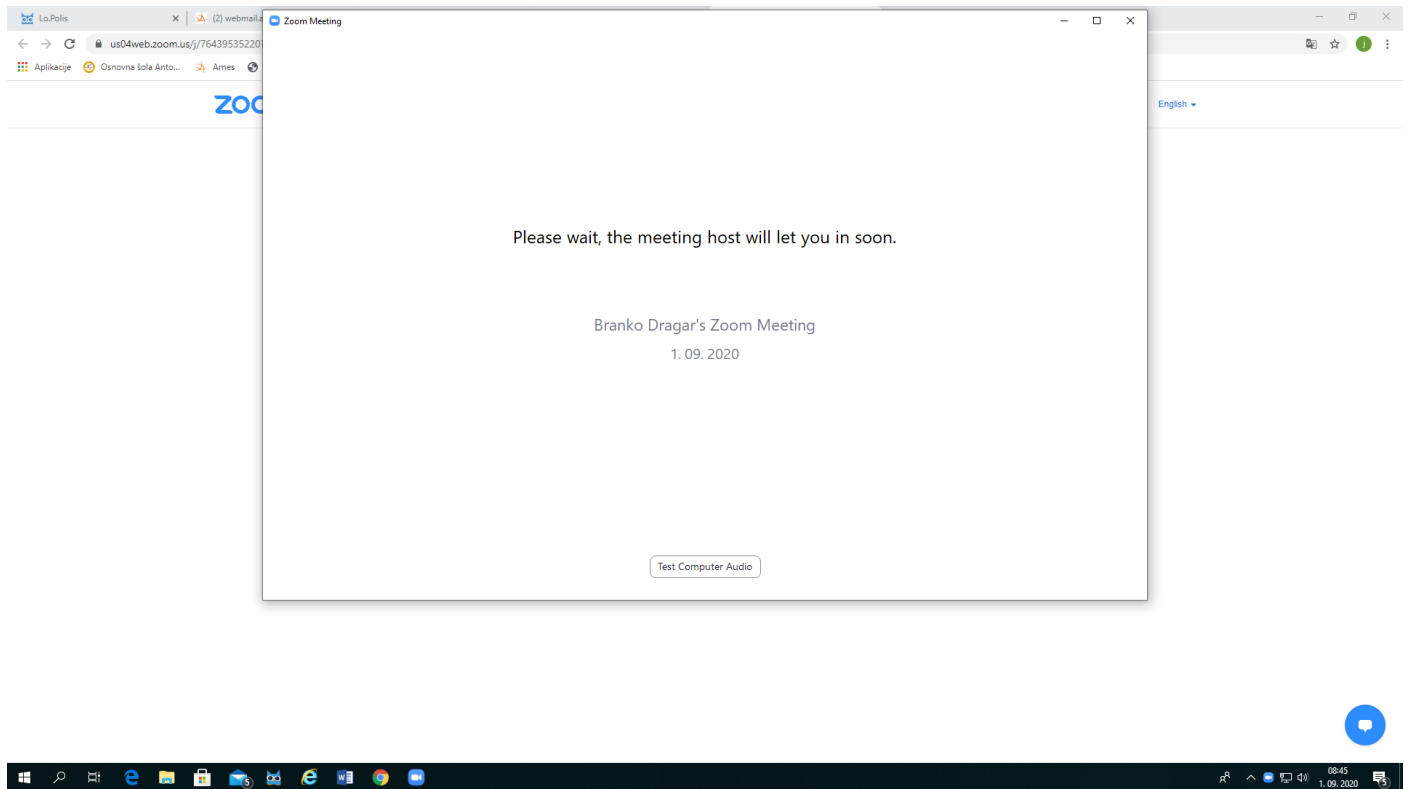 Lo.Polis
(2) webmail.a
Zoom Meeting
us04web.zoom.us/j/76439535220
j
Aplikacije
Osnovna šola Anto...
Arnes
ZOO
English
Please wait, the meeting host will let you in soon.
Branko Dragar's Zoom Meeting
1. 09. 2020
Test Computer Audio
5
08:45
1. 09. 2020
5